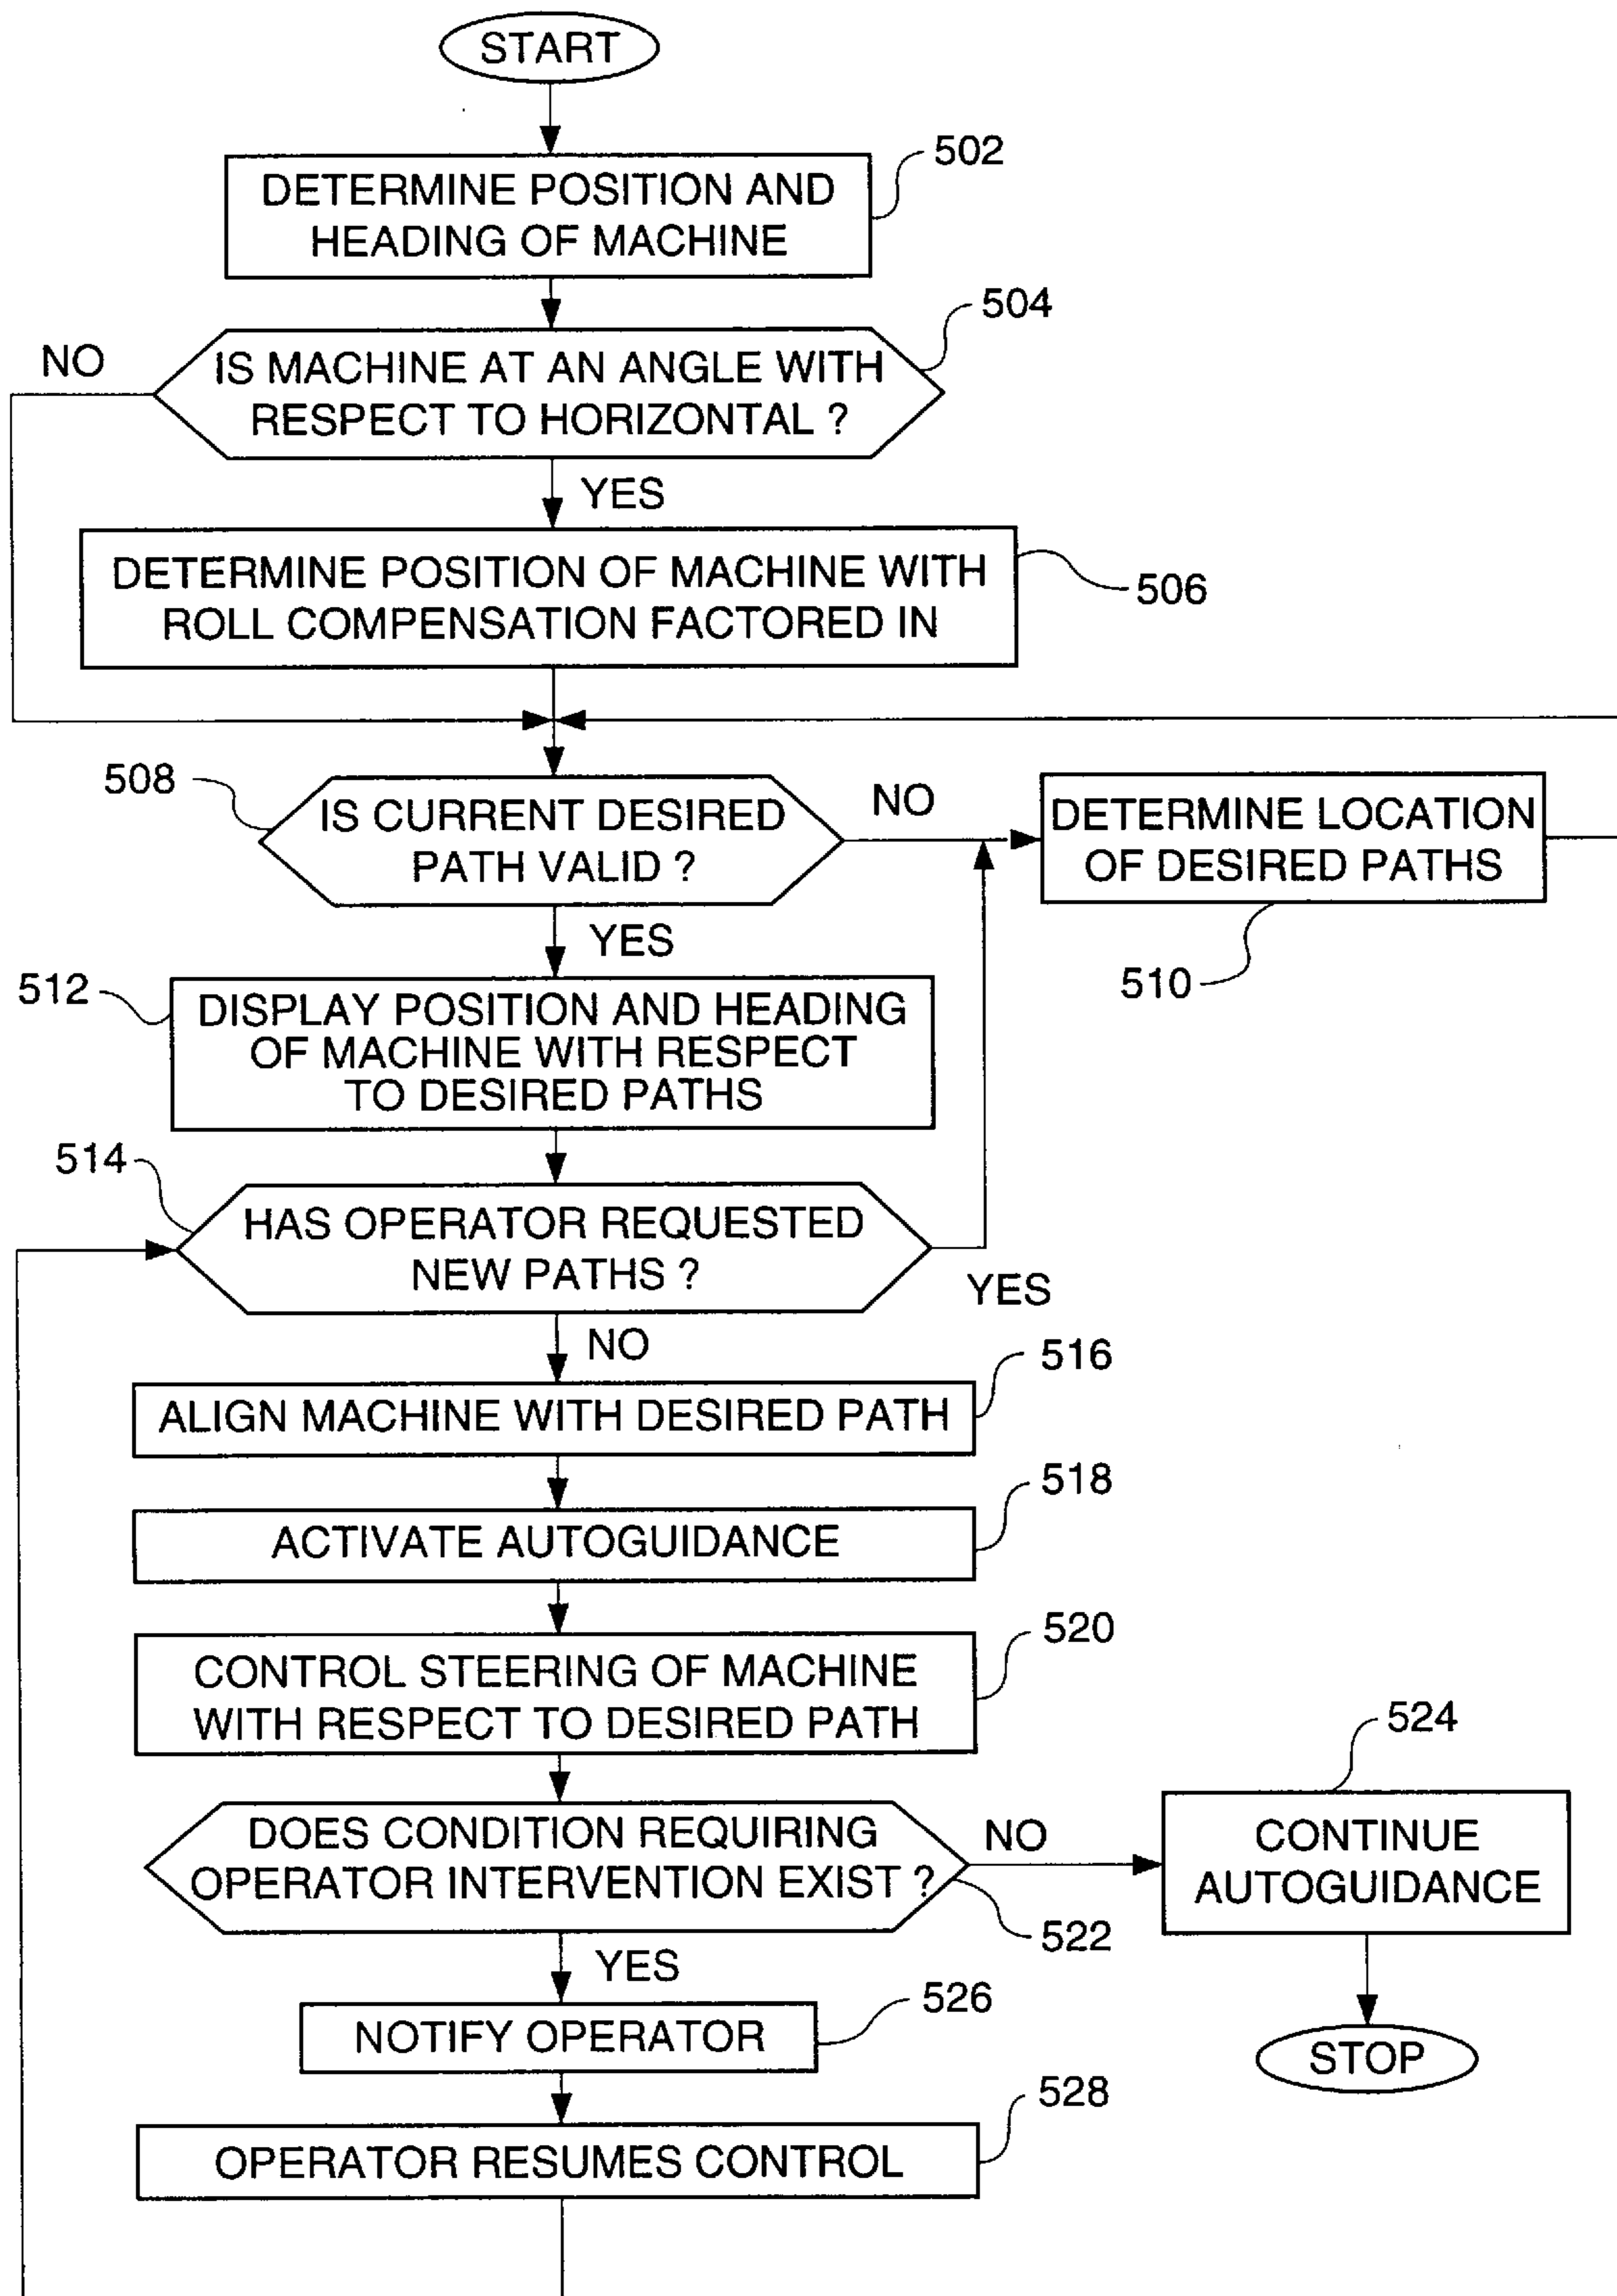 START
502
DETERMINE POSITION AND
HEADING OF MACHINE
504
NO
IS MACHINE AT AN ANGLE WITH
RESPECT TO HORIZONTAL ?
YES
DETERMINE POSITION OF MACHINE WITH
ROLL COMPENSATION FACTORED IN
506
508
IS CURRENT DESIRED
PATH VALID ?
NO
DETERMINE LOCATION
OF DESIRED PATHS
YES
510
512
DISPLAY POSITION AND HEADING
OF MACHINE WITH RESPECT
TO DESIRED PATHS
514
HAS OPERATOR REQUESTED
NEW PATHS ?
YES
NO
516
ALIGN MACHINE WITH DESIRED PATH
518
ACTIVATE AUTOGUIDANCE
520
CONTROL STEERING OF MACHINE
WITH RESPECT TO DESIRED PATH
524
DOES CONDITION REQUIRING
OPERATOR INTERVENTION EXIST ?
NO
CONTINUE
AUTOGUIDANCE
522
YES
526
NOTIFY OPERATOR
STOP
528
OPERATOR RESUMES CONTROL